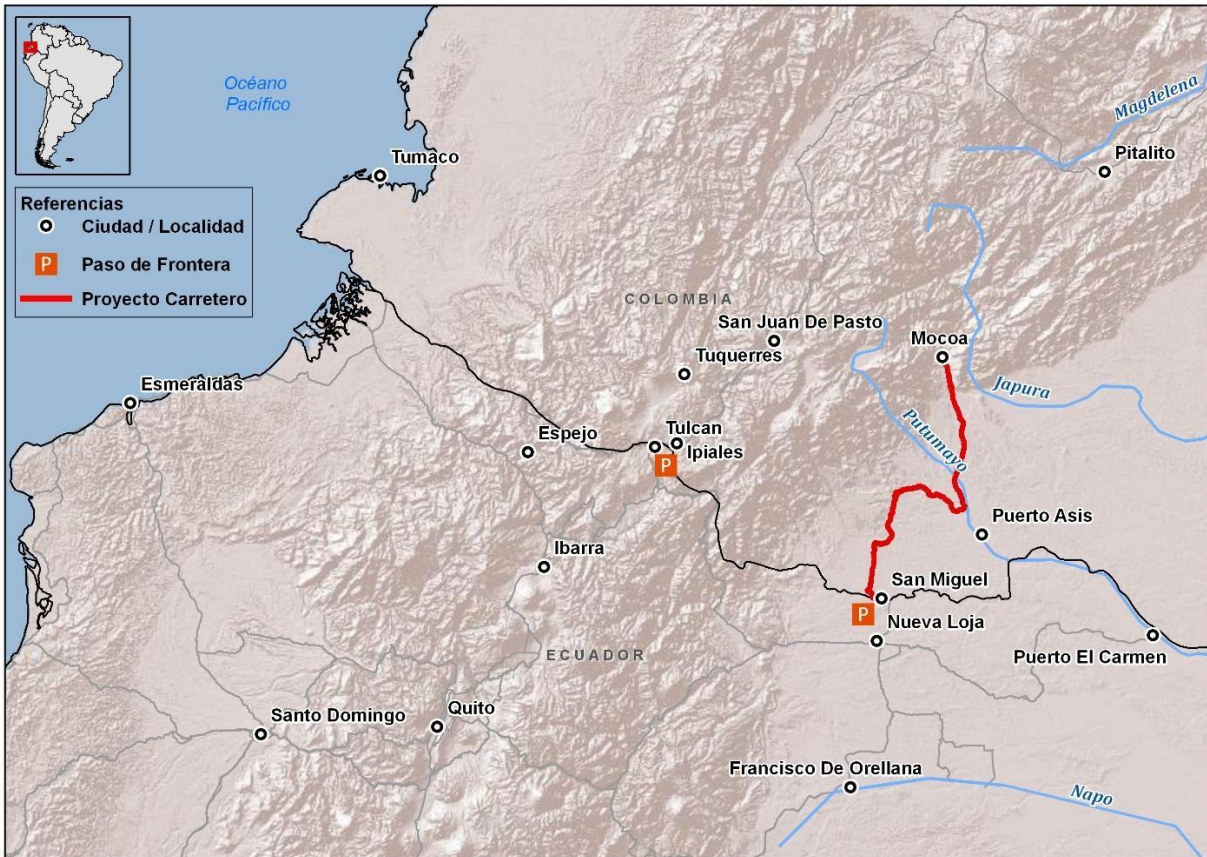 Océano
Pacífico
Magdelena
Tumaco
Pitalito
Referencias
Ciudad / Localidad
P
Paso de Frontera
Proyecto Carretero
COLOMBIA
San Juan De Pasto
Mocoa
Tuquerres
Japura
Esmeraldas
Putumayo
Espejo
Tulcan
Ipiales
P
Puerto Asis
Ibarra
San Miguel
P
Nueva Loja
Puerto El Carmen
ECUADOR
Santo Domingo
Quito
Francisco De Orellana
Napo